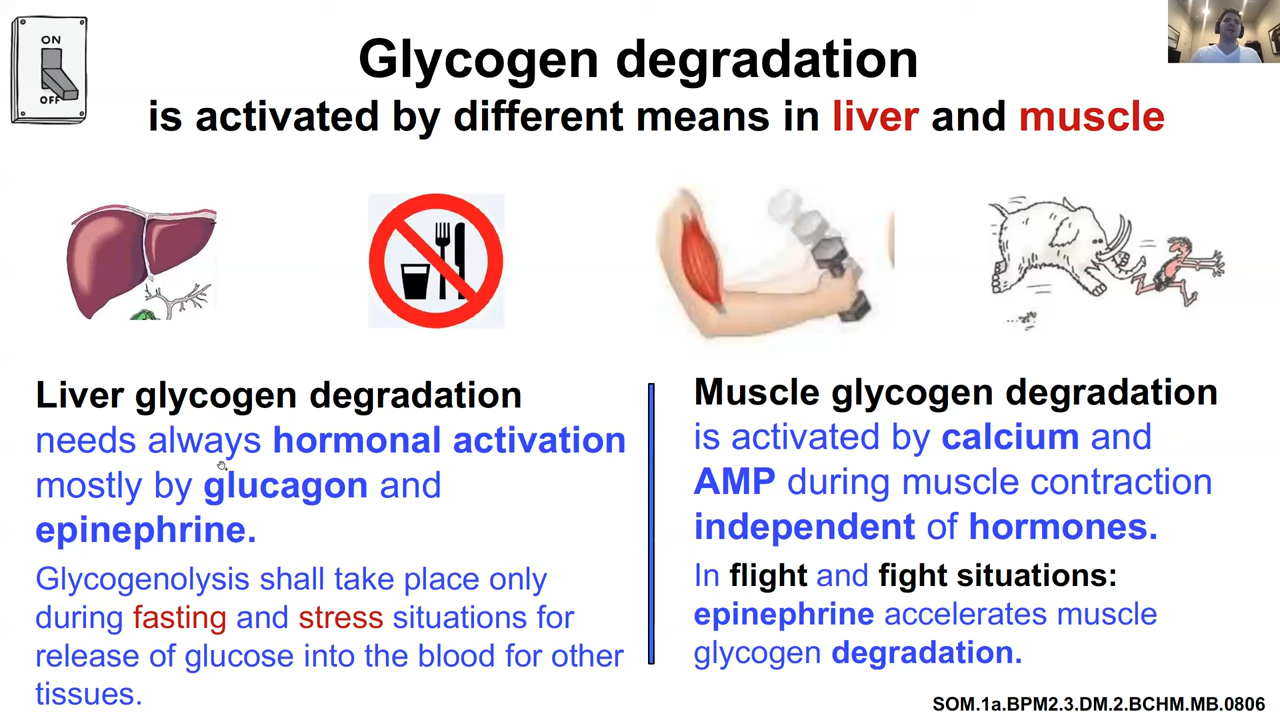 ON
OFF
Glycogen degradation
is activated by different means in liver and muscle
Liver glycogen degradation
needs always hormonal activation
mostly by glucagon and
epinephrine.
Glycogenolysis shall take place only
during fasting and stress situations for
release of glucose into the blood for other
tissues.
Muscle glycogen degradation
is activated by calcium and
AMP during muscle contraction
independent of hormones.
In flight and fight situations:
epinephrine accelerates muscle
glycogen degradation.
SOM.1a.BPM2.3.DM.2.BCHM.MB.0806